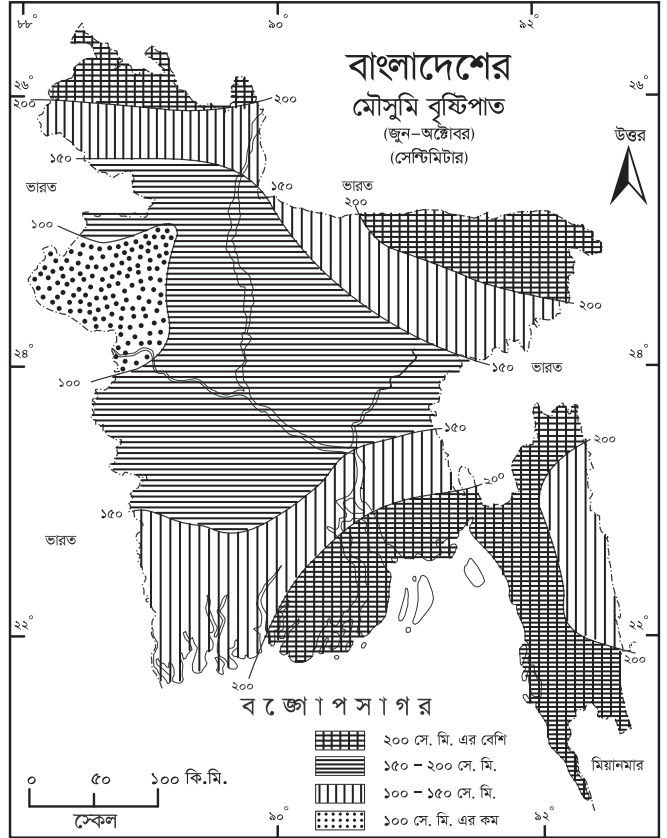 ৮৮° ৯০° ৯২°
বাংলাদেশের
মৌসুমি বৃষ্টিপাত
(জুন-অক্টোবর)
(সেন্টিমিটার)
২৬° ২৬°
২০০ ২০০
উত্তর
১৫০
ভারত
১৫০ ভারত
২০০
১০০
২০০
২৪° ২৪°
১৫০ ভারত
১০০
১৫০
২০০
২০০
১৫০
ভারত
২২° ২২°
২০০
২০০
বঙ্গোপসাগর
২০০ সে. মি. এর বেশি
১৫০ - ২০০ সে. মি.
মিয়ানমার
১০০ - ১৫০ সে. মি.
১০০ সে. মি. এর কম
০ ৫০ ১০০ কি.মি.
স্কেল
৯০° ৯২°